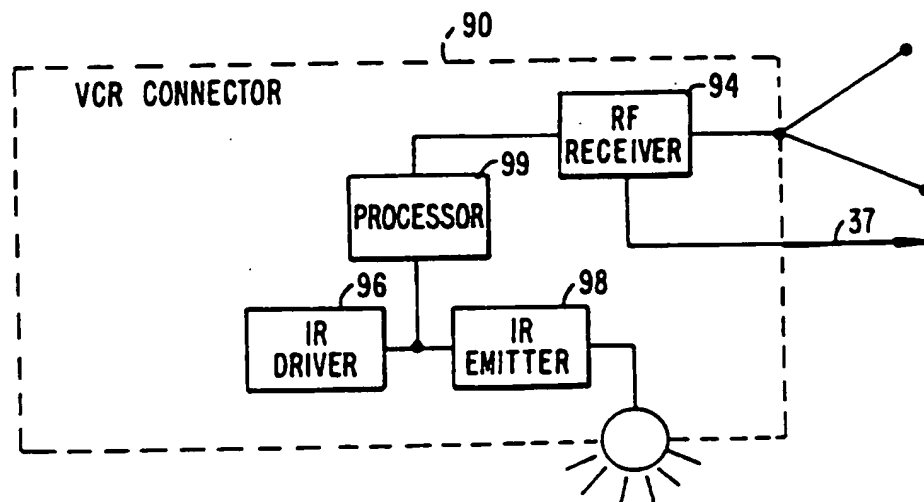 90
VCR CONNECTOR
94
RF
RECEIVER
99
PROCESSOR
37
96
IR
DRIVER
98
IR
EMITTER